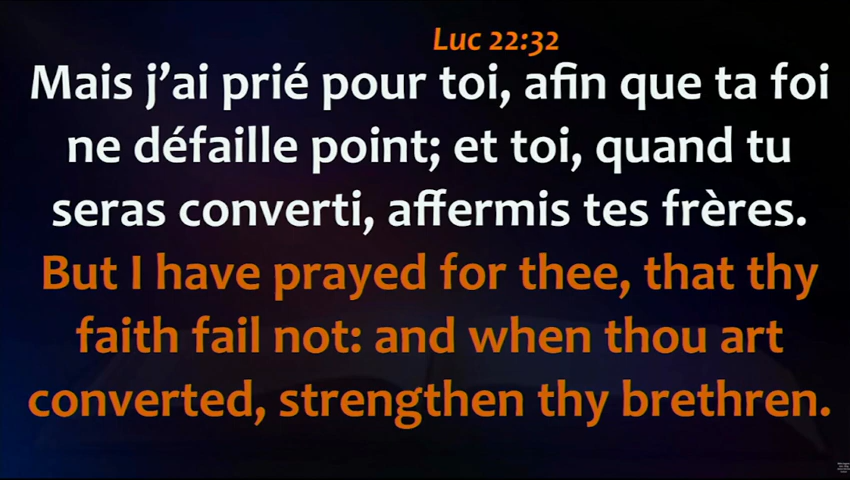 Luc 22:32
Mais j’ai prié pour toi, afin que ta foi
ne défaille point; et toi, quand tu
seras converti, affermis tes frères.
But I have prayed for thee, that thy
faith fail not: and when thou art
converted, strengthen thy brethren.